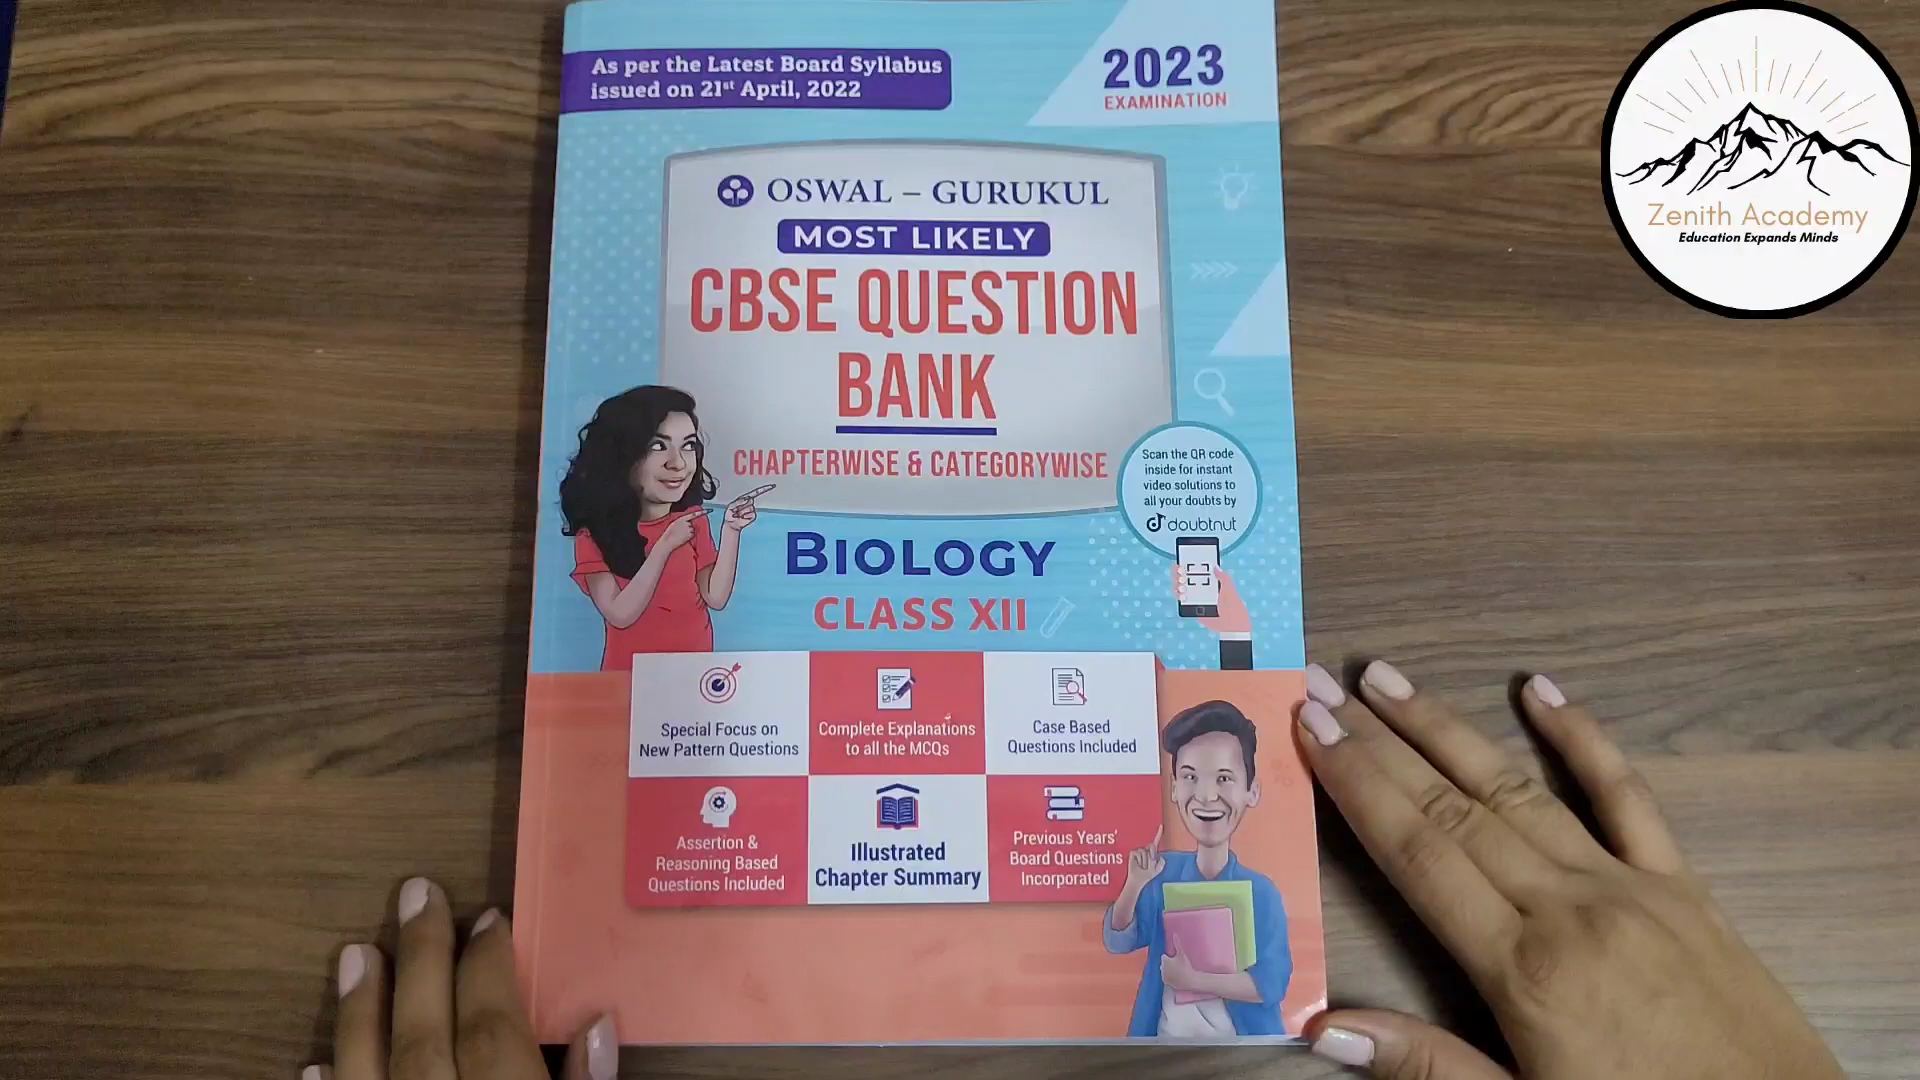 As per the Latest Board Syllabus
issued on 21st April, 2022
2023
EXAMINATION
OSWAL – GURUKUL
MOST LIKELY
CBSE QUESTION
BANK
CHAPTERWISE & CATEGORYWISE
Scan the QR code
inside for instant
video solutions to
all your doubts by
doubtnut
BIOLOGY
CLASS XII
Special Focus on
New Pattern Questions
Complete Explanations
to all the MCQs
Case Based
Questions Included
Assertion &
Reasoning Based
Questions Included
Illustrated
Chapter Summary
Previous Years'
Board Questions
Incorporated
Zenith Academy
Education Expands Minds